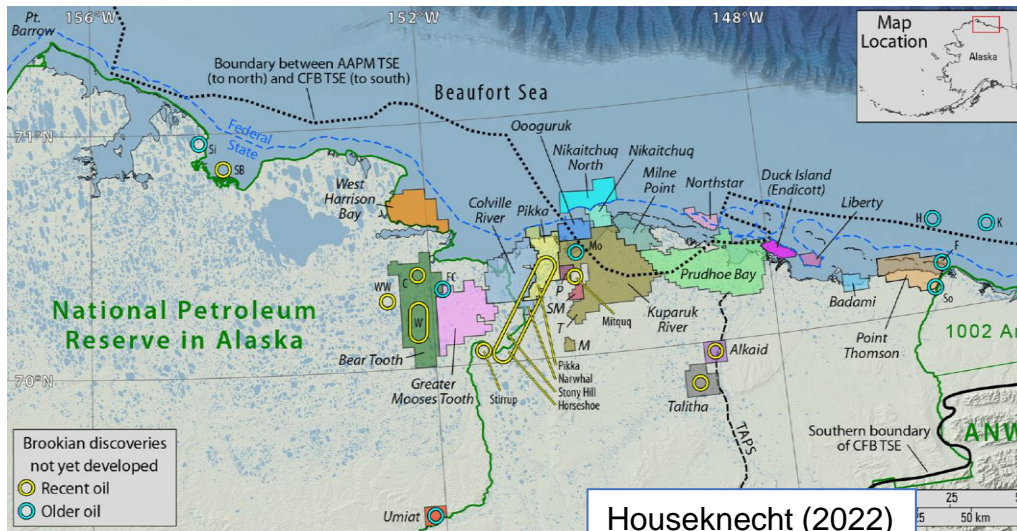 156°W
152°W
148°W
Pt.
Barrow
Map
Location
Alaska
Boundary between AAPM TSE
(to north) and CFB TSE (to south)
Beaufort Sea
71°N
Federal
State
Si
SB
Oooguruk
Nikaitchuq
North
Nikaitchuq
Milne
Point
Northstar
Duck Island
(Endicott)
Liberty
West
Harrison
Bay
Colville
River
Pikka
H
K
Mo
F
FC
C
WW
W
P
SM
T
M
Prudhoe Bay
So
National Petroleum
Reserve in Alaska
Mitquq
Kuparuk
River
Badami
Point
Thomson
1002 Ar
Bear Tooth
70°N
Greater
Mooses Tooth
Stirrup
Pikka
Narwhal
Stony Hill
Horseshoe
Alkaid
Talitha
TAPS
Southern boundary
of CFB TSE
ANW
Brookian discoveries
not yet developed
Recent oil
Older oil
Umiat
Houseknecht (2022)
25
50 km
25